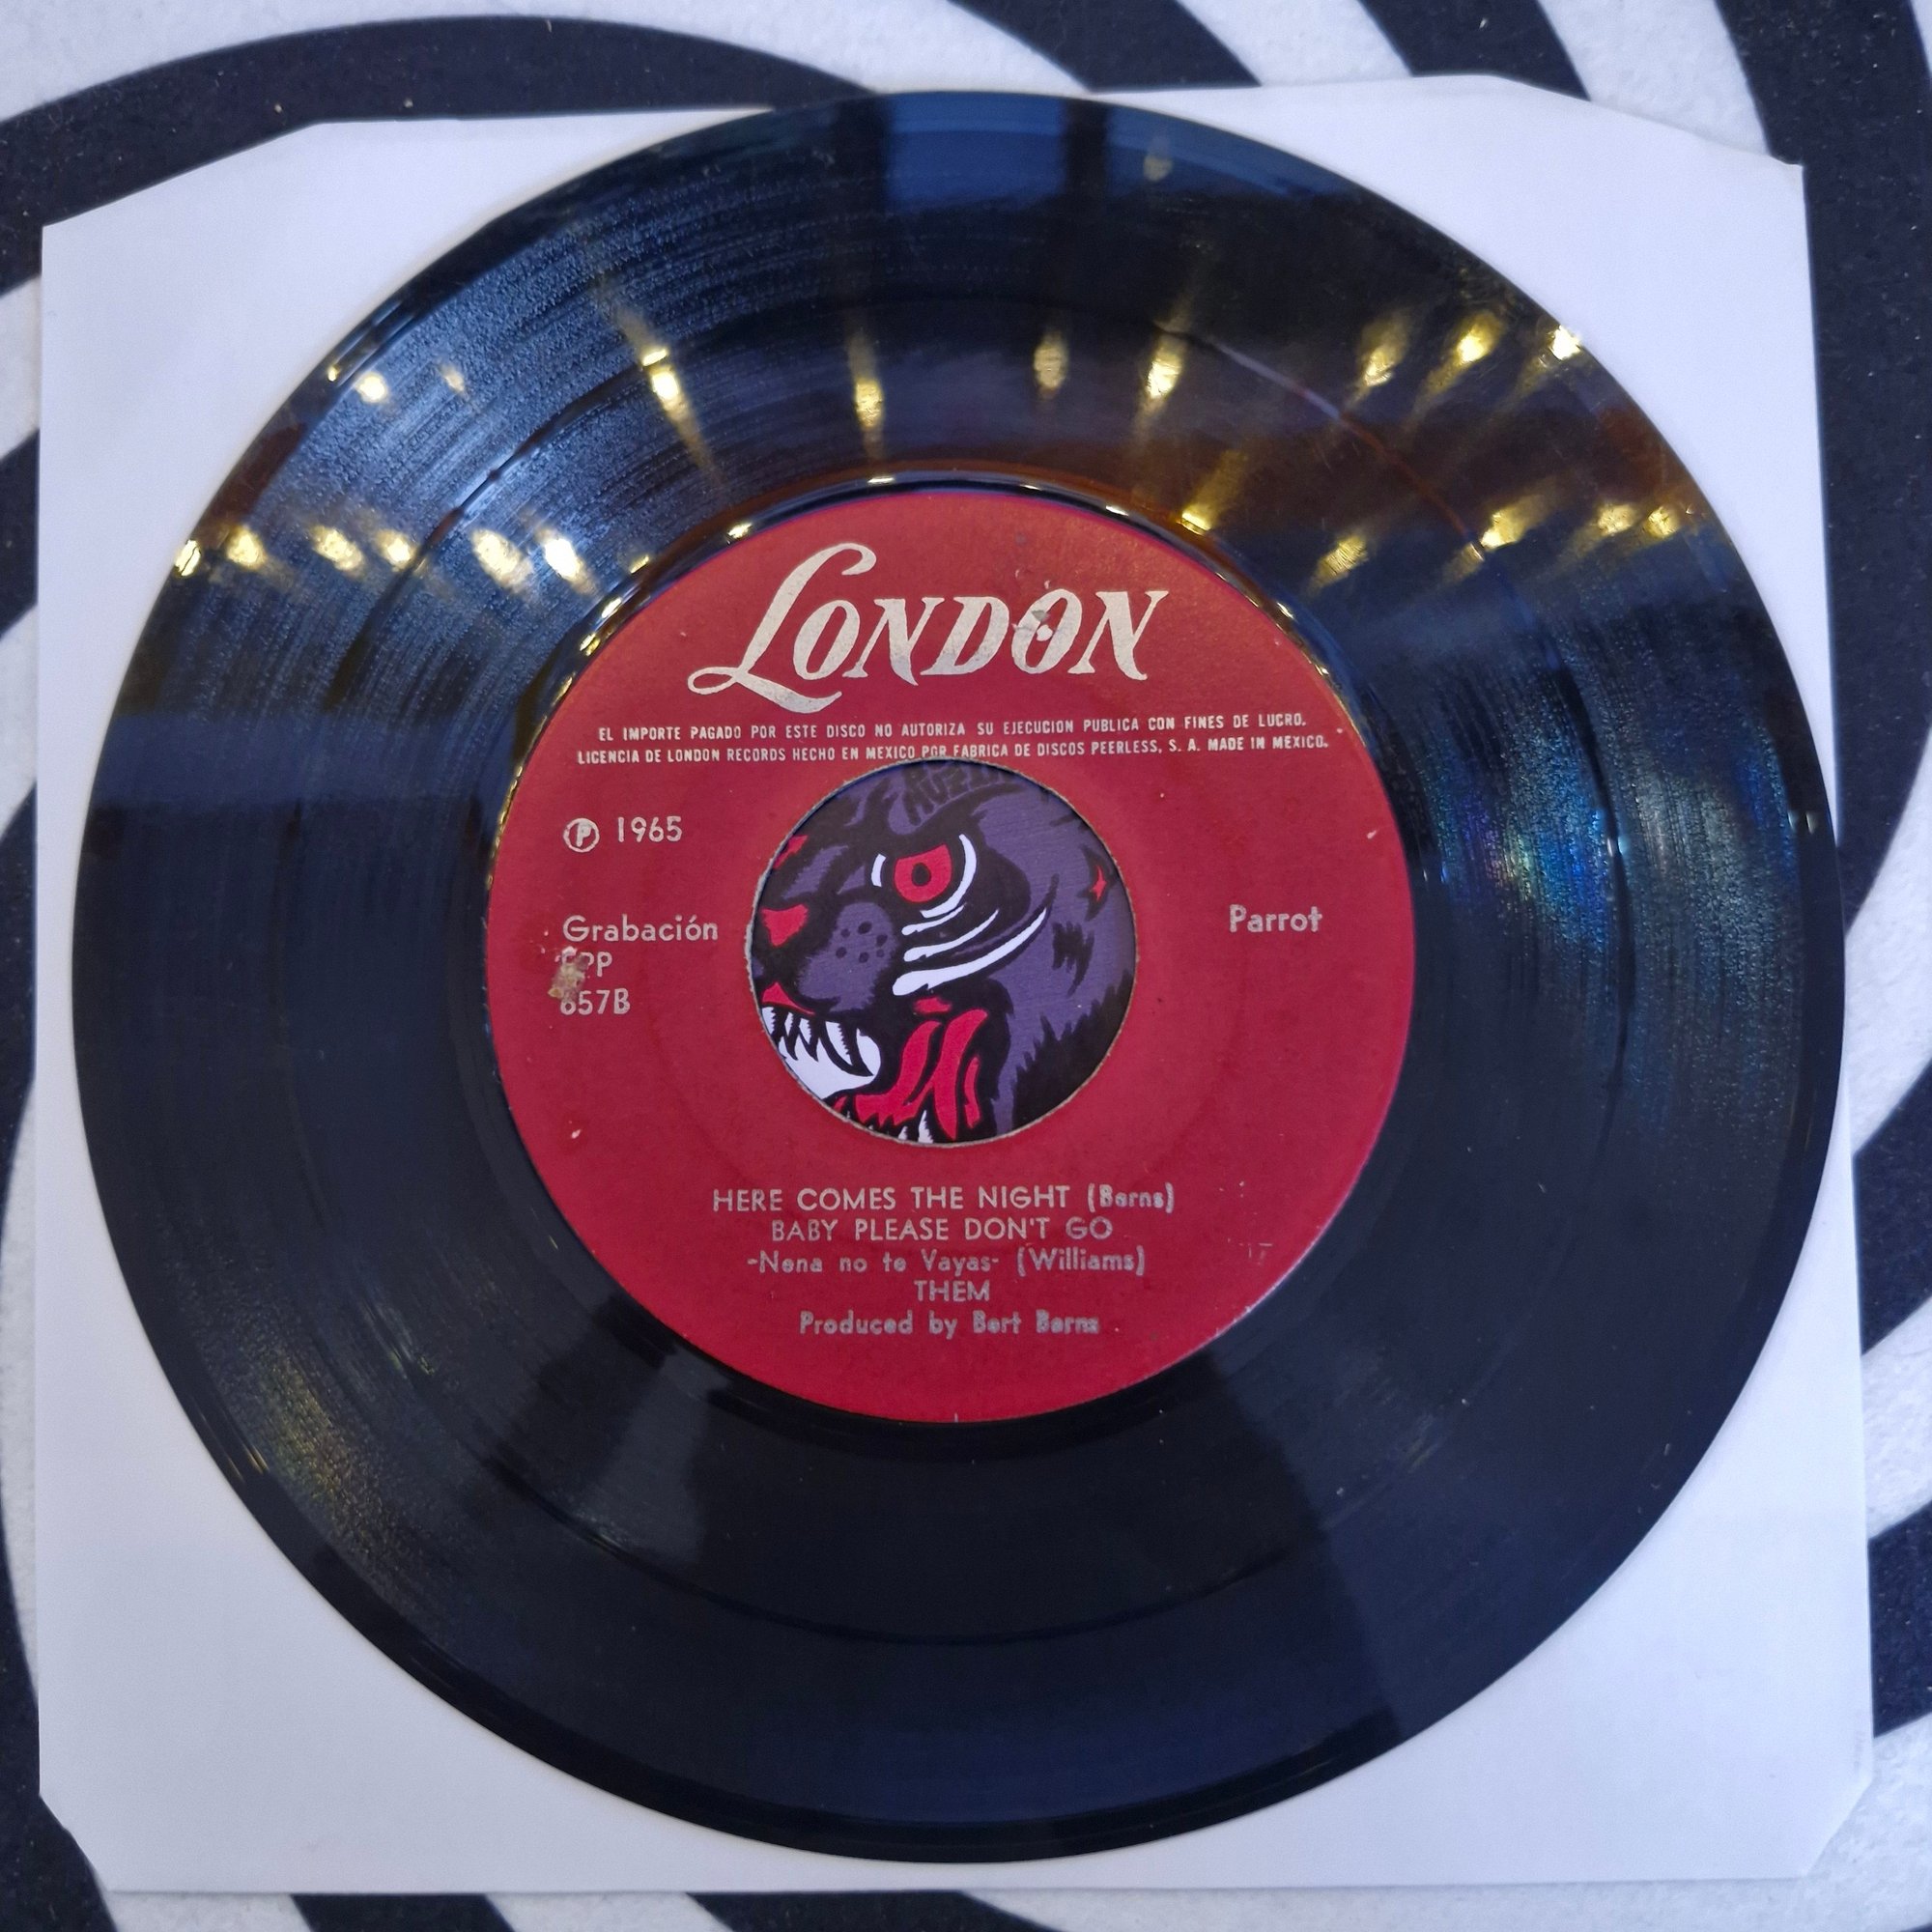 LONDON
EL IMPORTE PAGADO POR ESTE DISCO NO AUTORIZA SU EJECUCION PUBLICA CON FINES DE LUCRO.
LICENCIA DE LONDON RECORDS HECHO EN MEXICO POR FABRICA DE DISCOS PEERLESS, S. A. MADE IN MEXICO.
Ⓟ 1965
Grabación
657B
Parrot
HERE COMES THE NIGHT (Berns)
BABY PLEASE DON'T GO
-Nena no te Vayas- (Williams)
THEM
Produced by Bert Berns